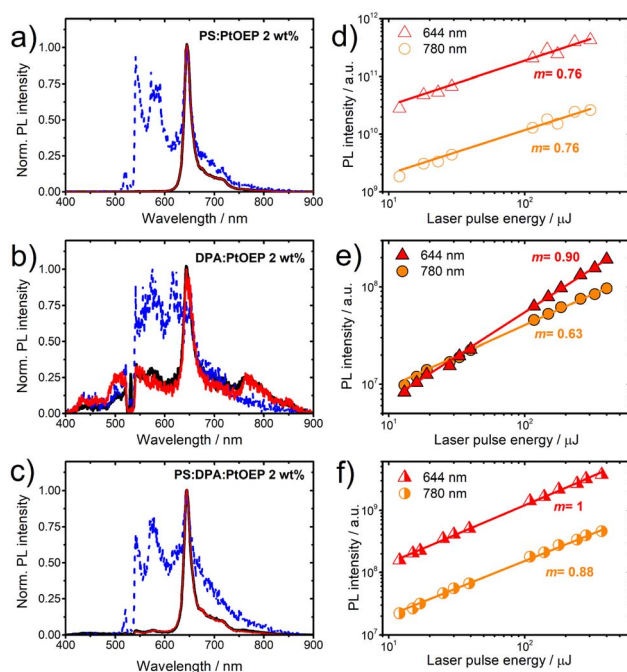 a)
PS:PtOEP 2 wt%
Norm. PL intensity
1.00
0.75
0.50
0.25
0.00
400 500 600 700 800 900
Wavelength / nm
b)
DPA:PtOEP 2 wt%
Norm. PL intensity
1.00
0.75
0.50
0.25
0.00
400 500 600 700 800 900
Wavelength / nm
c)
PS:DPA:PtOEP 2 wt%
Norm. PL intensity
1.00
0.75
0.50
0.25
0.00
400 500 600 700 800 900
Wavelength / nm
d)
644 nm
780 nm
m= 0.76
m= 0.76
PL intensity / a.u.
10¹²
10¹¹
10¹⁰
10⁹
10¹ 10²
Laser pulse energy / µJ
e)
644 nm
780 nm
m= 0.90
m= 0.63
PL intensity / a.u.
10⁸
10⁷
10¹ 10²
Laser pulse energy / µJ
f)
644 nm
780 nm
m= 1
m= 0.88
PL intensity / a.u.
10⁹
10⁸
10⁷
10¹ 10²
Laser pulse energy / µJ